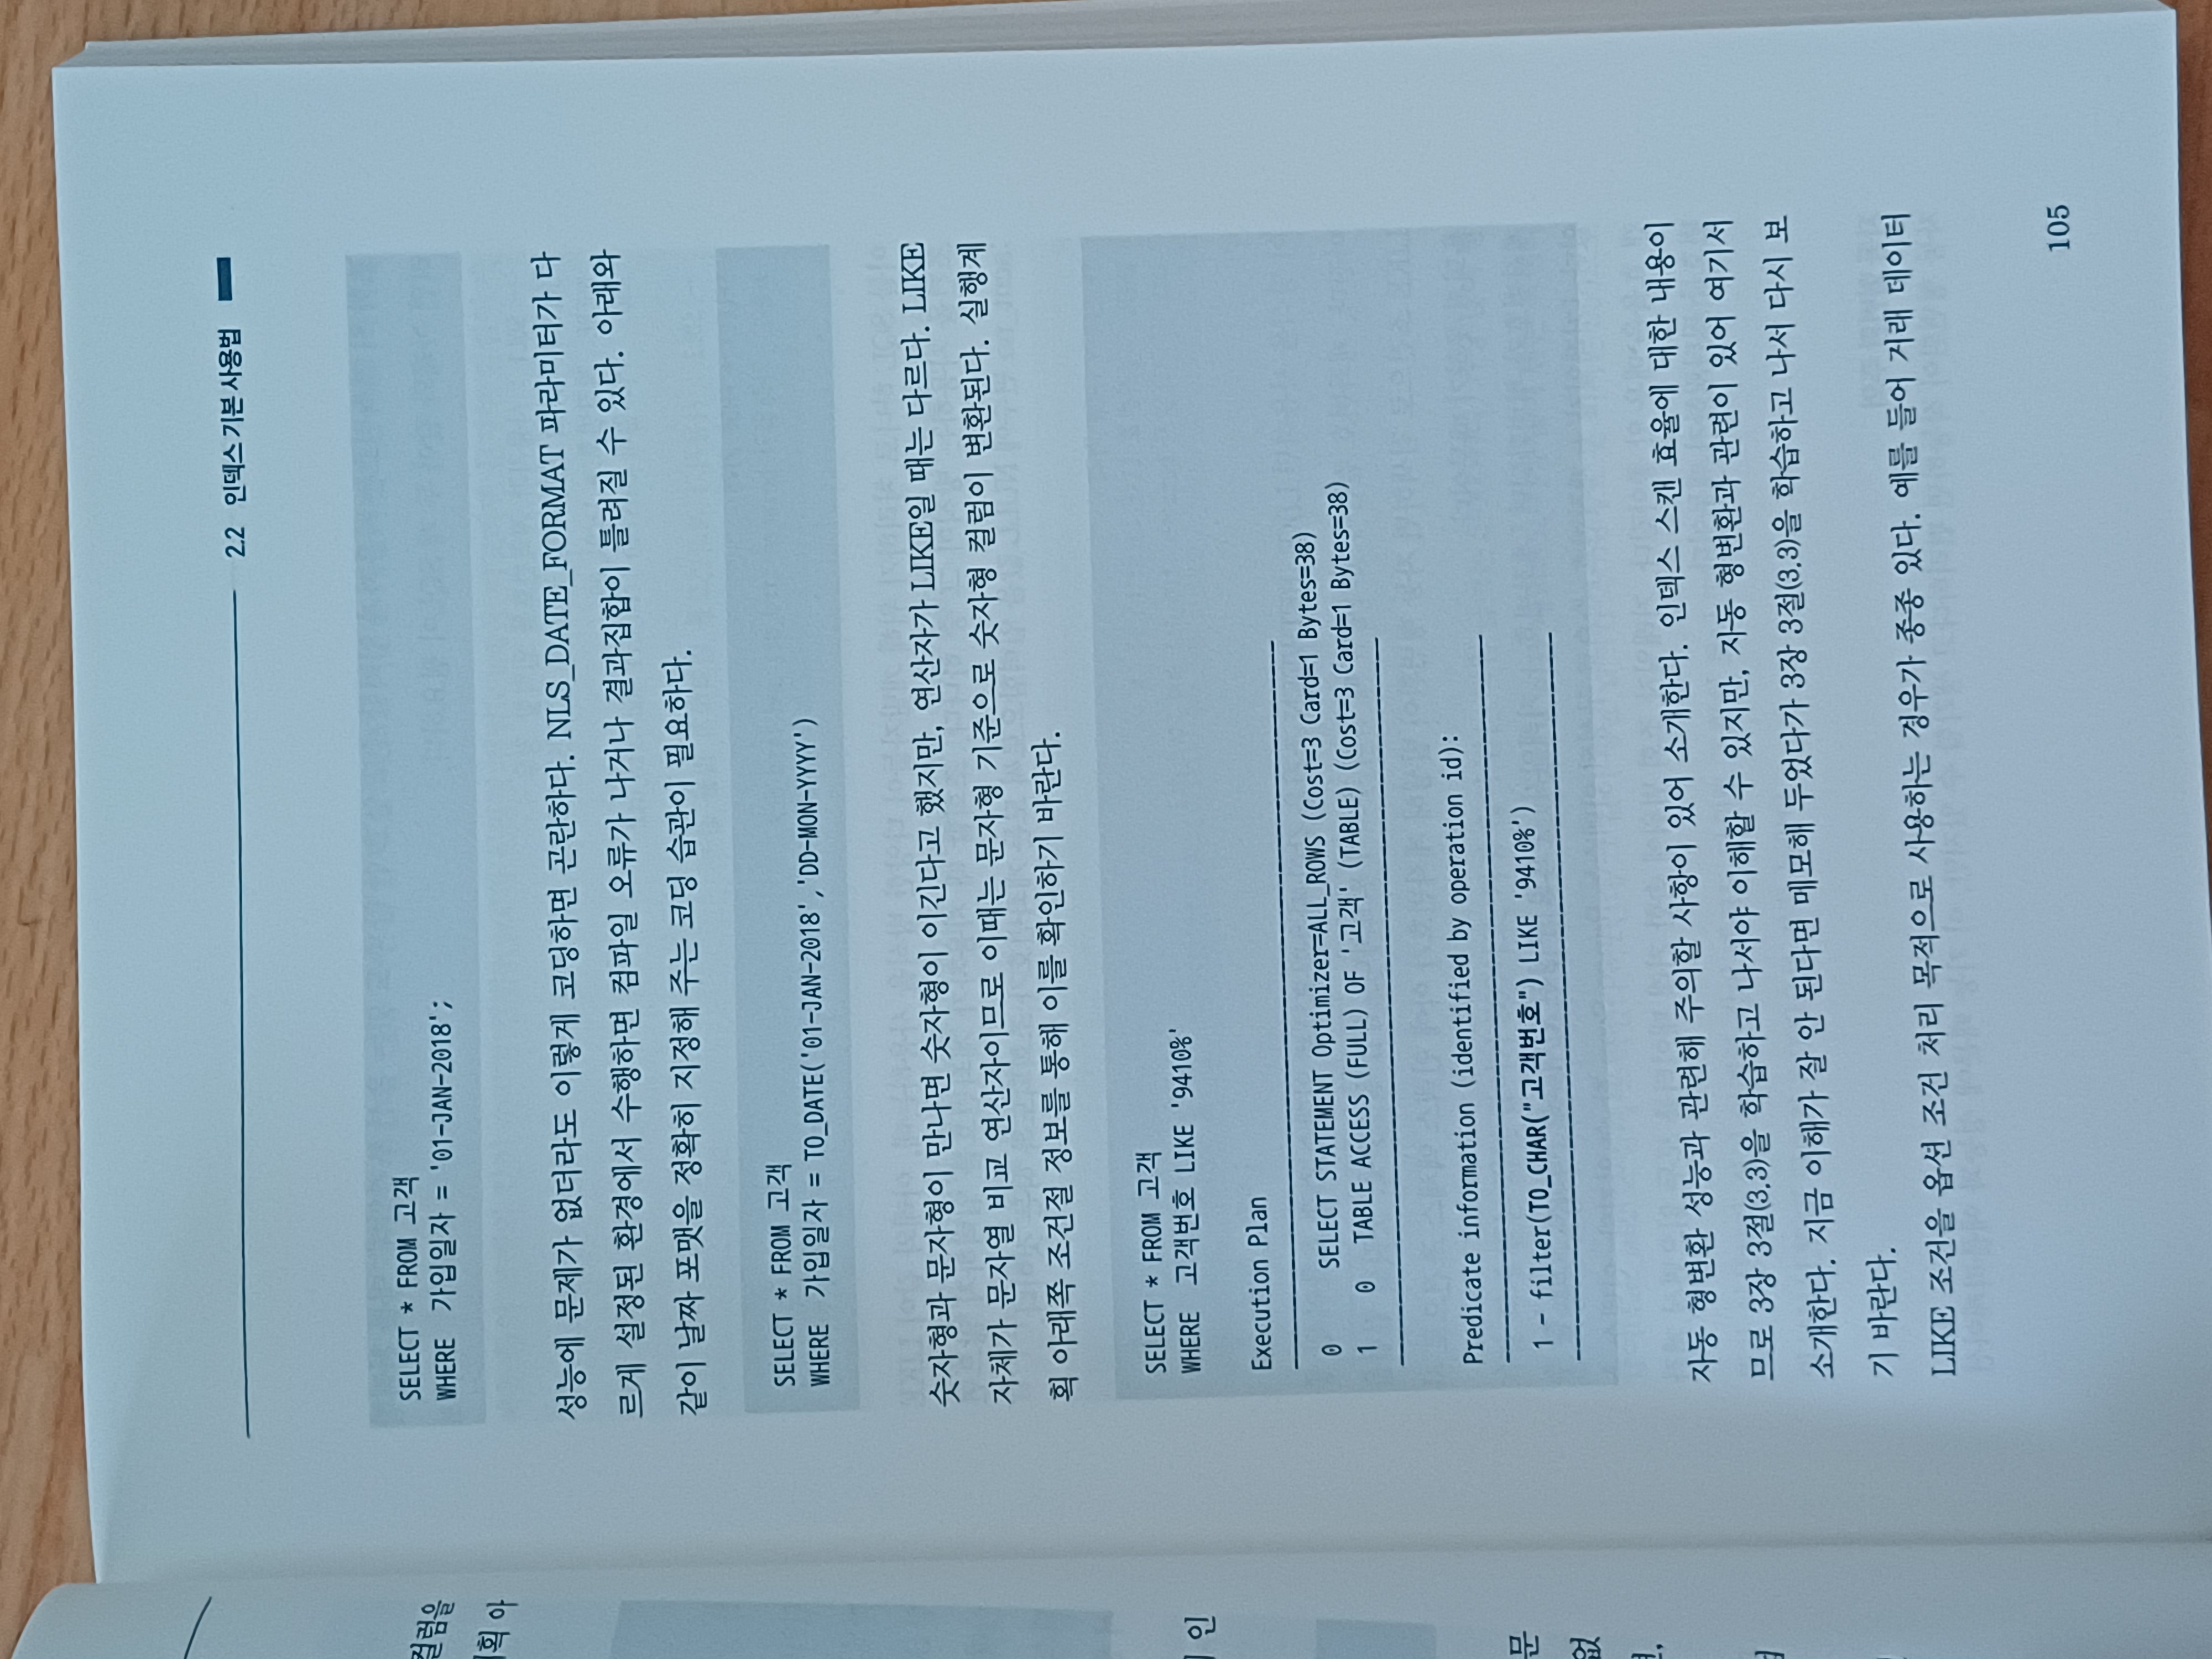 2.2 인덱스 기본 사용법
SELECT * FROM 고객
WHERE 가입일자 = '01-JAN-2018';
성능에 문제가 없더라도 이렇게 코딩하면 곤란하다. NLS_DATE_FORMAT 파라미터가 다
르게 설정된 환경에서 수행하면 컴파일 오류가 나거나 결과집합이 틀려질 수 있다. 아래와
같이 날짜 포맷을 정확히 지정해 주는 코딩 습관이 필요하다.
SELECT * FROM 고객
WHERE 가입일자 = TO_DATE('01-JAN-2018','DD-MON-YYYY')
숫자형과 문자형이 만나면 숫자형이 이긴다고 했지만, 연산자가 LIKE일 때는 다르다. LIKE
자체가 문자열 비교 연산자이므로 이때는 문자형 기준으로 숫자형 컬럼이 변환된다. 실행계
획 아래쪽 조건절 정보를 통해 이를 확인하기 바란다.
SELECT * FROM 고객
WHERE 고객번호 LIKE '9410%'
Execution Plan
0 SELECT STATEMENT Optimizer=ALL_ROWS (Cost=3 Card=1 Bytes=38)
1 0 TABLE ACCESS (FULL) OF '고객' (TABLE) (Cost=3 Card=1 Bytes=38)
Predicate information (identified by operation id):
1 - filter(TO_CHAR("고객번호") LIKE '9410%')
자동 형변환 성능과 관련해 주의할 사항이 있어 소개한다. 인덱스 스캔 효율에 대한 내용이
므로 3장 3절(3.3)을 학습하고 나서야 이해할 수 있지만, 자동 형변환과 관련이 있어 여기서
소개한다. 지금 이해가 잘 안 된다면 메모해 두었다가 3장 3절(3.3)을 학습하고 나서 다시 보
기 바란다.
LIKE 조건을 옵션 조건 처리 목적으로 사용하는 경우가 종종 있다. 예를 들어 거래 데이터
105
컬럼을
획 아
인
문
없